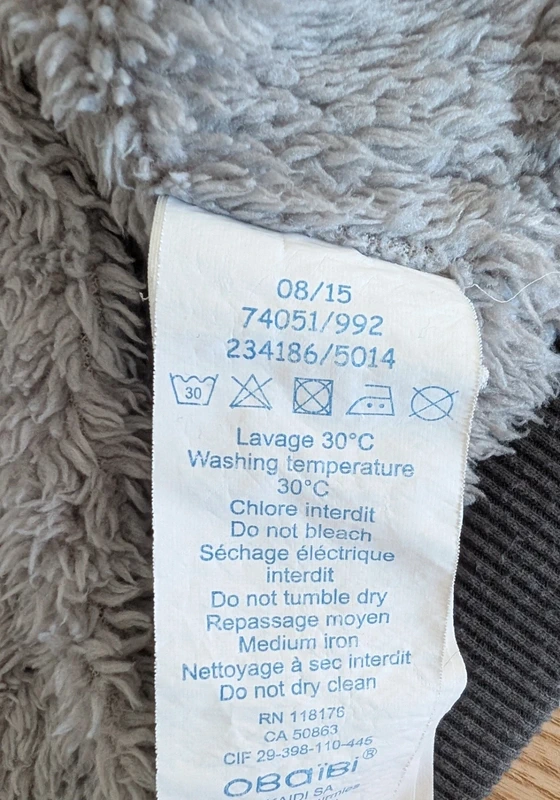 08/15
74051/992
234186/5014
30
Lavage 30°C
Washing temperature
30°C
Chlore interdit
Do not bleach
Séchage éléctrique
interdit
Do not tumble dry
Repassage moyen
Medium iron
Nettoyage à sec interdit
Do not dry clean
RN 118176
CA 50863
CIF 29-398-110-446
OBaïBi®
SA